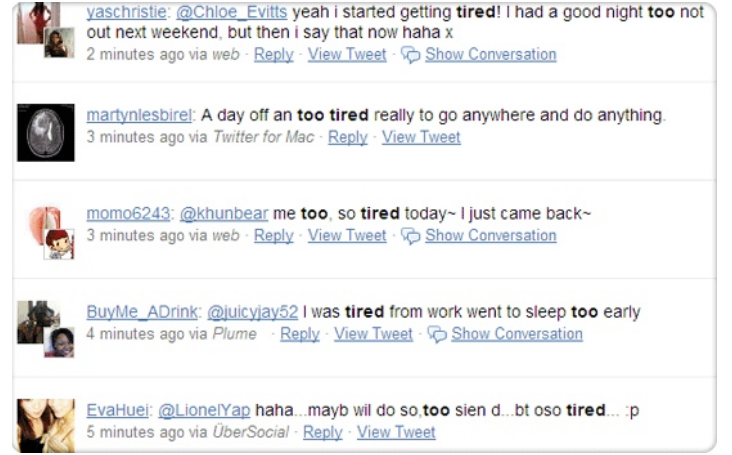 yaschristie: @Chloe_Evitts yeah i started getting tired! I had a good night too not
out next weekend, but then i say that now haha x
2 minutes ago via web · Reply · View Tweet · Show Conversation
martynlesbirel: A day off an too tired really to go anywhere and do anything.
3 minutes ago via Twitter for Mac · Reply · View Tweet
momo6243: @khunbear me too, so tired today~ I just came back~
3 minutes ago via web · Reply · View Tweet · Show Conversation
BuyMe_ADrink: @juicyjay52 I was tired from work went to sleep too early
4 minutes ago via Plume · Reply · View Tweet · Show Conversation
EvaHuei: @LionelYap haha...mayb wil do so,too sien d...bt oso tired... :p
5 minutes ago via ÜberSocial · Reply · View Tweet